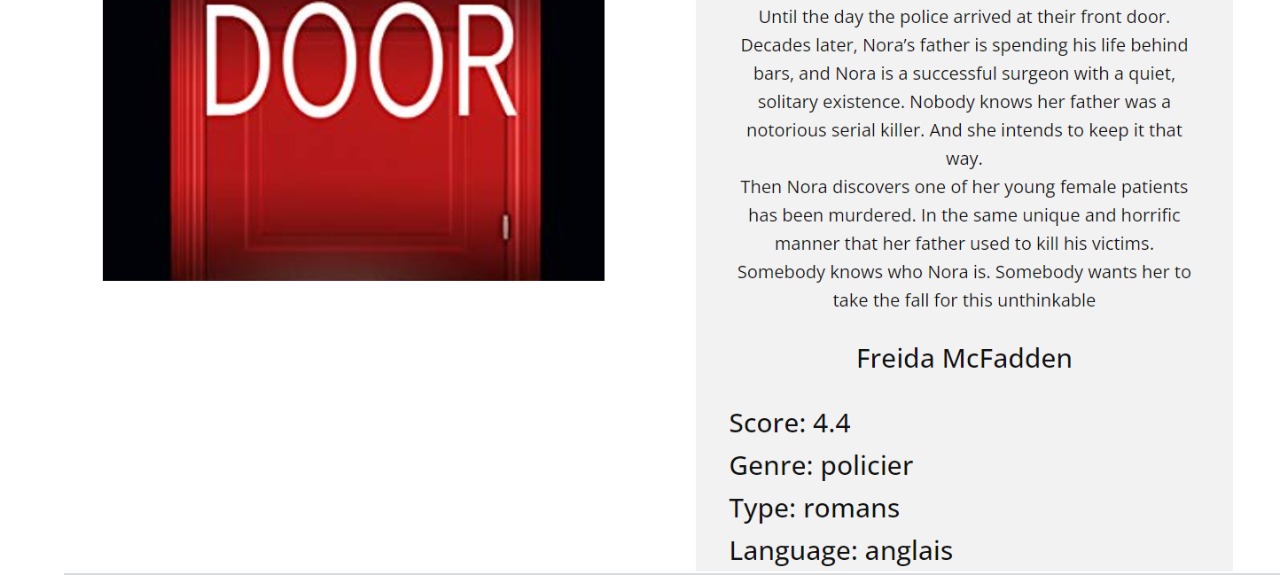 DOOR
Until the day the police arrived at their front door.
Decades later, Nora’s father is spending his life behind
bars, and Nora is a successful surgeon with a quiet,
solitary existence. Nobody knows her father was a
notorious serial killer. And she intends to keep it that
way.
Then Nora discovers one of her young female patients
has been murdered. In the same unique and horrific
manner that her father used to kill his victims.
Somebody knows who Nora is. Somebody wants her to
take the fall for this unthinkable
Freida McFadden
Score: 4.4
Genre: policier
Type: romans
Language: anglais